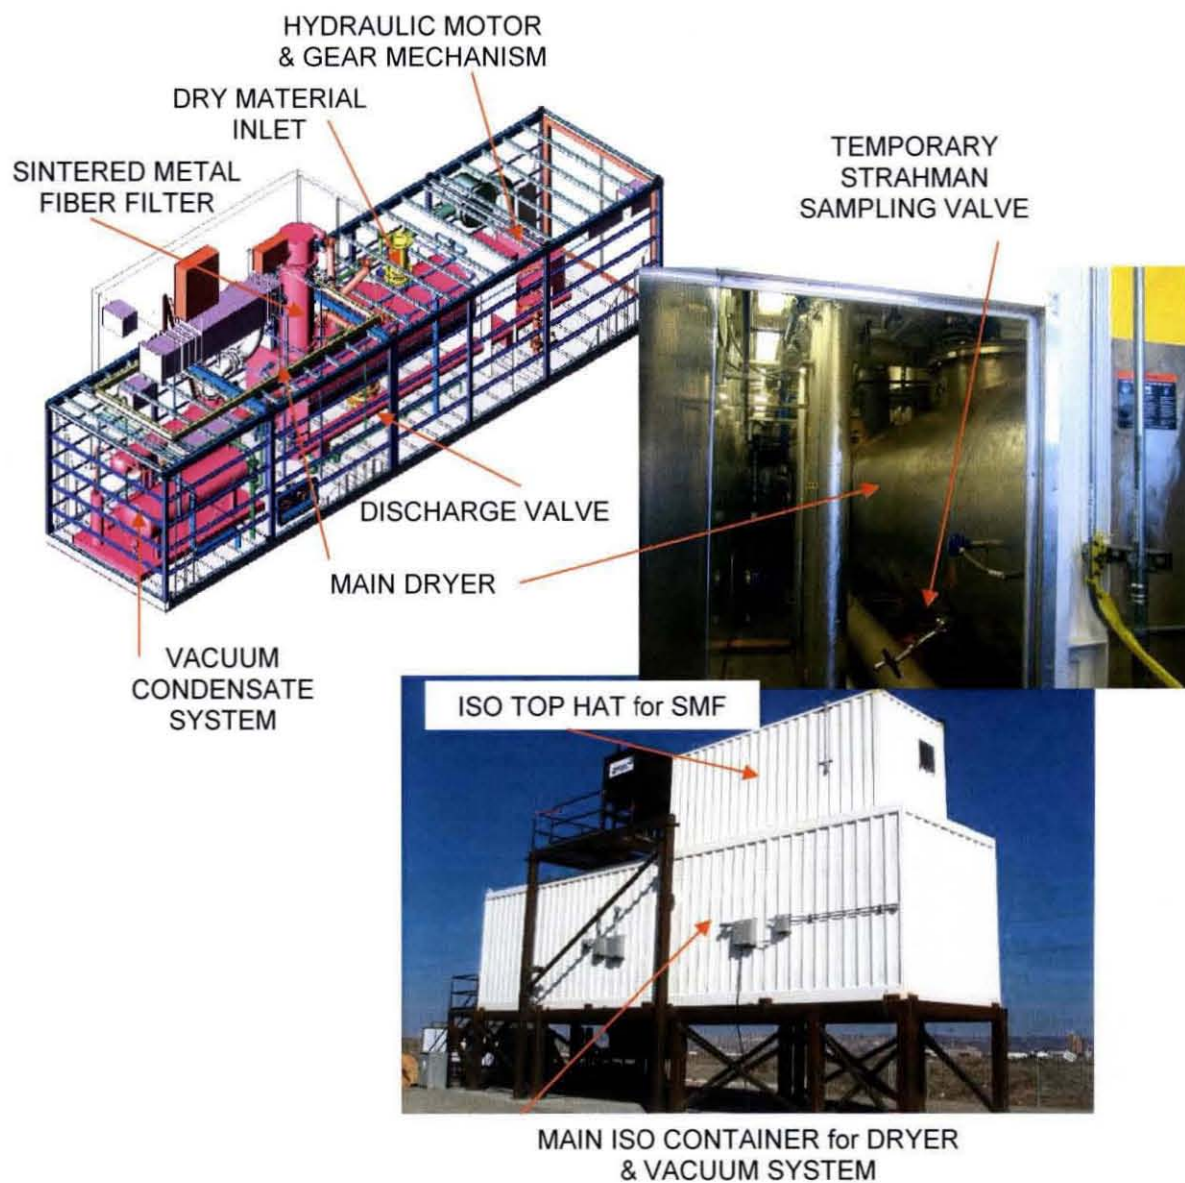 HYDRAULIC MOTOR
& GEAR MECHANISM
DRY MATERIAL
INLET
SINTERED METAL
FIBER FILTER
TEMPORARY
STRAHMAN
SAMPLING VALVE
DISCHARGE VALVE
MAIN DRYER
VACUUM
CONDENSATE
SYSTEM
ISO TOP HAT for SMF
MAIN ISO CONTAINER for DRYER
& VACUUM SYSTEM